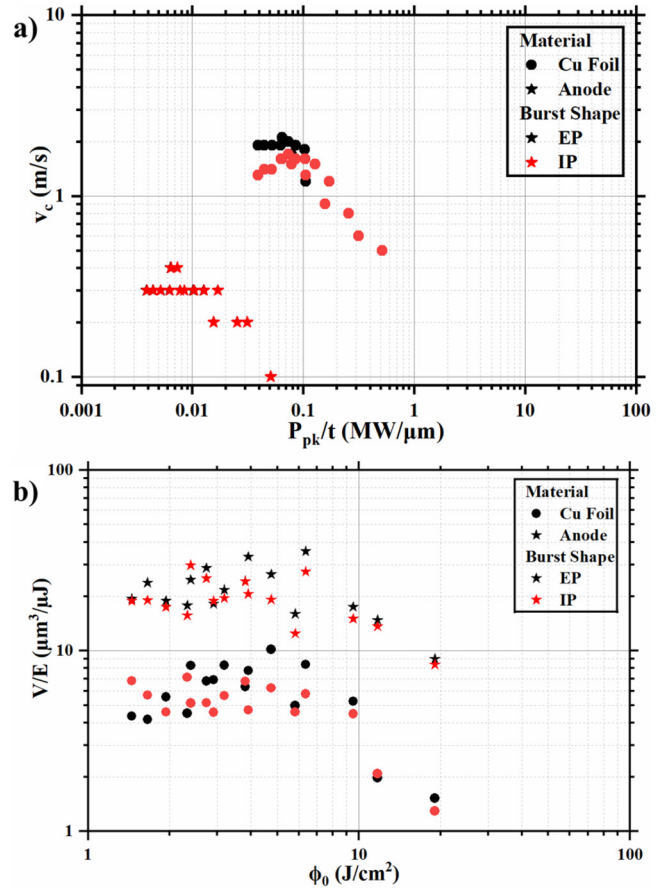 a)
10
1
0.1
v_c (m/s)
Material
Cu Foil
Anode
Burst Shape
EP
IP
0.001 0.01 0.1 1 10 100
P_pk/t (MW/μm)
b)
100
10
1
V/E (μm³/μJ)
Material
Cu Foil
Anode
Burst Shape
EP
IP
1 10 100
ϕ₀ (J/cm²)